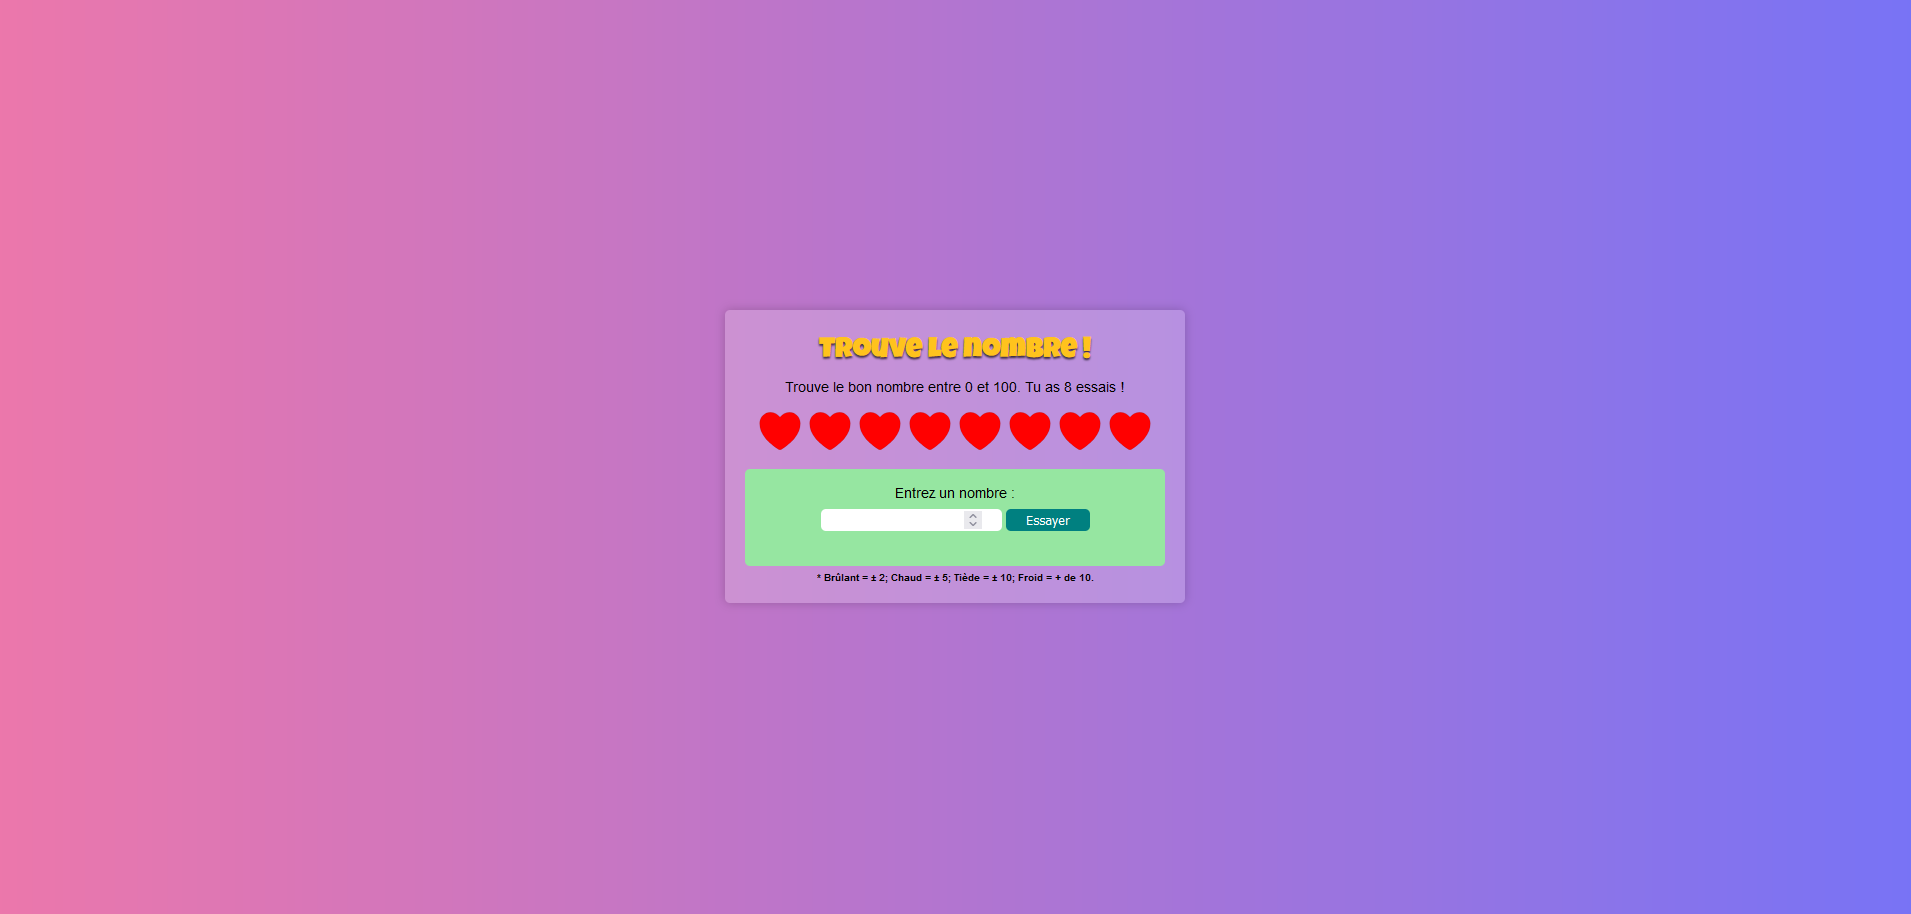 Trouve le nombre !
Trouve le bon nombre entre 0 et 100. Tu as 8 essais !
Entrez un nombre :
Essayer
* Brûlant = ± 2; Chaud = ± 5; Tiède = ± 10; Froid = + de 10.